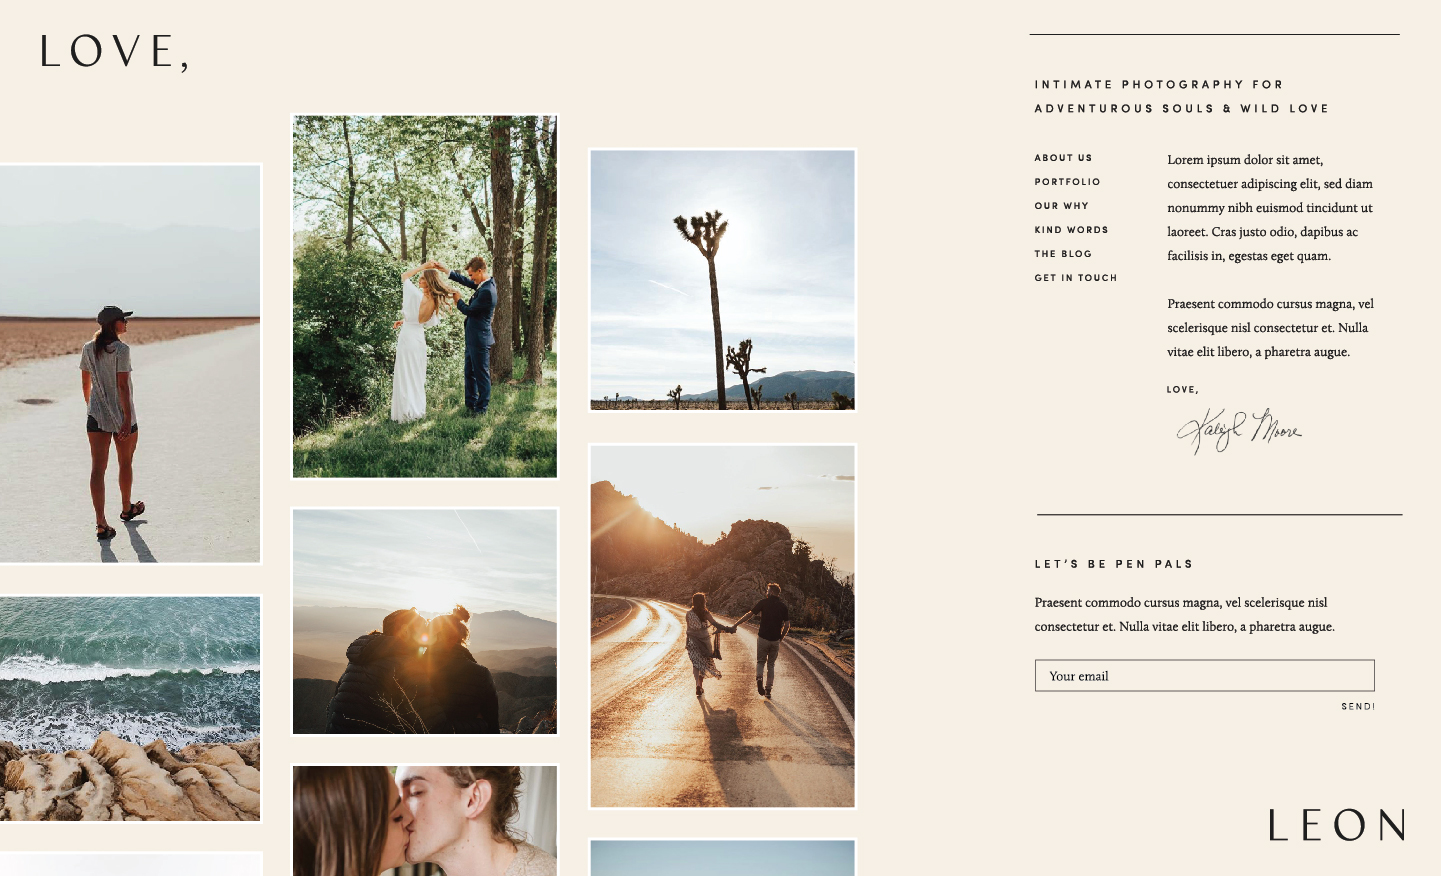 LOVE,
INTIMATE PHOTOGRAPHY FOR
ADVENTUROUS SOULS & WILD LOVE
ABOUT US
PORTFOLIO
OUR WHY
KIND WORDS
THE BLOG
GET IN TOUCH
Lorem ipsum dolor sit amet,
consectetuer adipiscing elit, sed diam
nonummy nibh euismod tincidunt ut
laoreet. Cras justo odio, dapibus ac
facilisis in, egestas eget quam.
Praesent commodo cursus magna, vel
scelerisque nisl consectetur et. Nulla
vitae elit libero, a pharetra augue.
LOVE,
Kaleigh Moore
LET'S BE PEN PALS
Praesent commodo cursus magna, vel scelerisque nisl
consectetur et. Nulla vitae elit libero, a pharetra augue.
Your email
SEND!
LEON